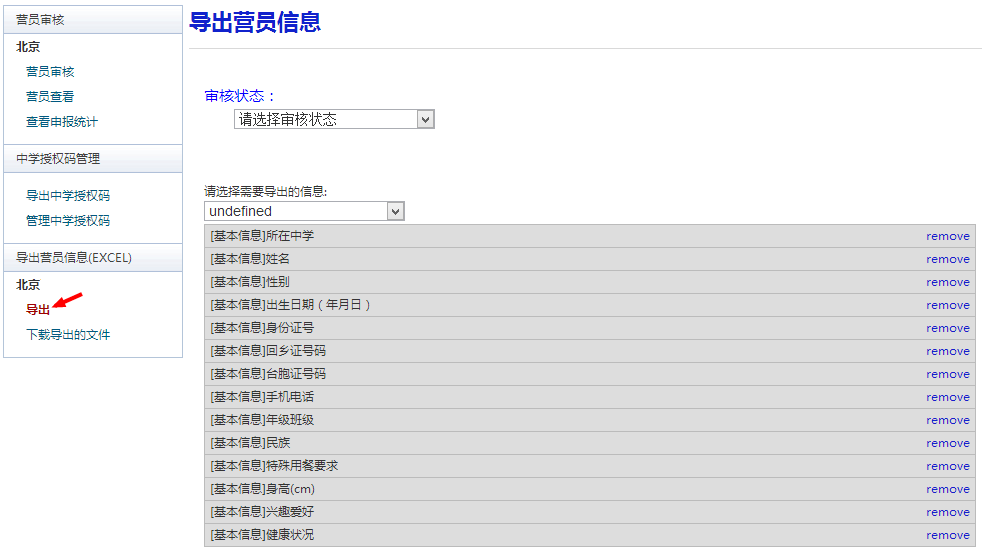 营员审核
北京
营员审核
营员查看
查看申报统计
中学授权码管理
导出中学授权码
管理中学授权码
导出营员信息(EXCEL)
北京
导出
下载导出的文件
导出营员信息
审核状态：
请选择审核状态
请选择需要导出的信息:
undefined
[基本信息]所在中学 remove
[基本信息]姓名 remove
[基本信息]性别 remove
[基本信息]出生日期（年月日） remove
[基本信息]身份证号 remove
[基本信息]回乡证号码 remove
[基本信息]台胞证号码 remove
[基本信息]手机电话 remove
[基本信息]年级班级 remove
[基本信息]民族 remove
[基本信息]特殊用餐要求 remove
[基本信息]身高(cm) remove
[基本信息]兴趣爱好 remove
[基本信息]健康状况 remove